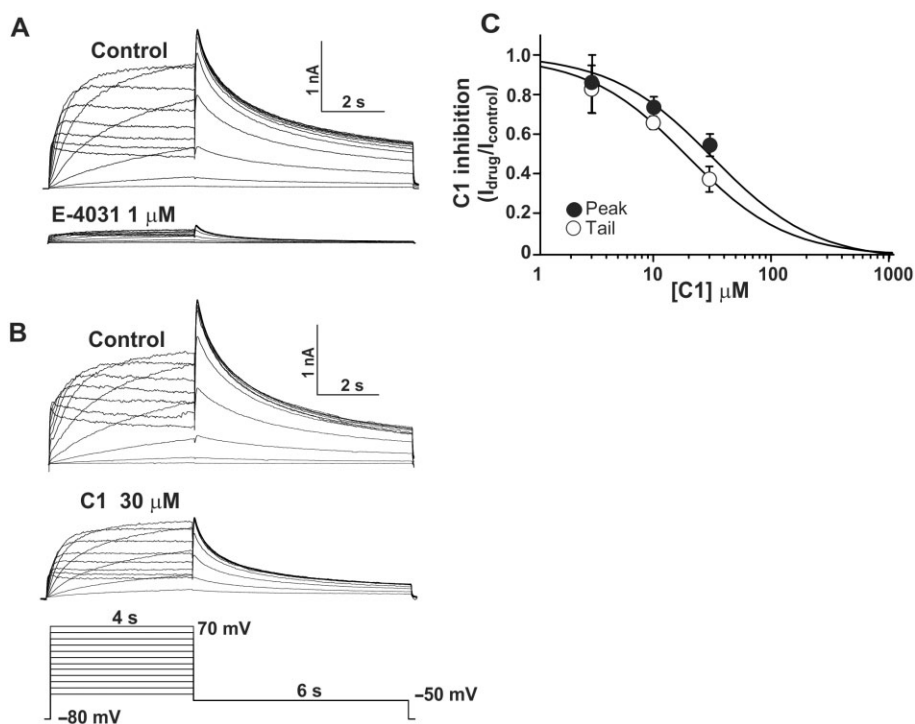 A
Control
1 nA
2 s
E-4031 1 μM
B
Control
1 nA
2 s
C1 30 μM
4 s
70 mV
6 s
–50 mV
–80 mV
C
C1 inhibition
(I_drug/I_control)
1.0
0.8
0.6
0.4
0.2
0
Peak
Tail
1
10
100
1000
[C1] μM